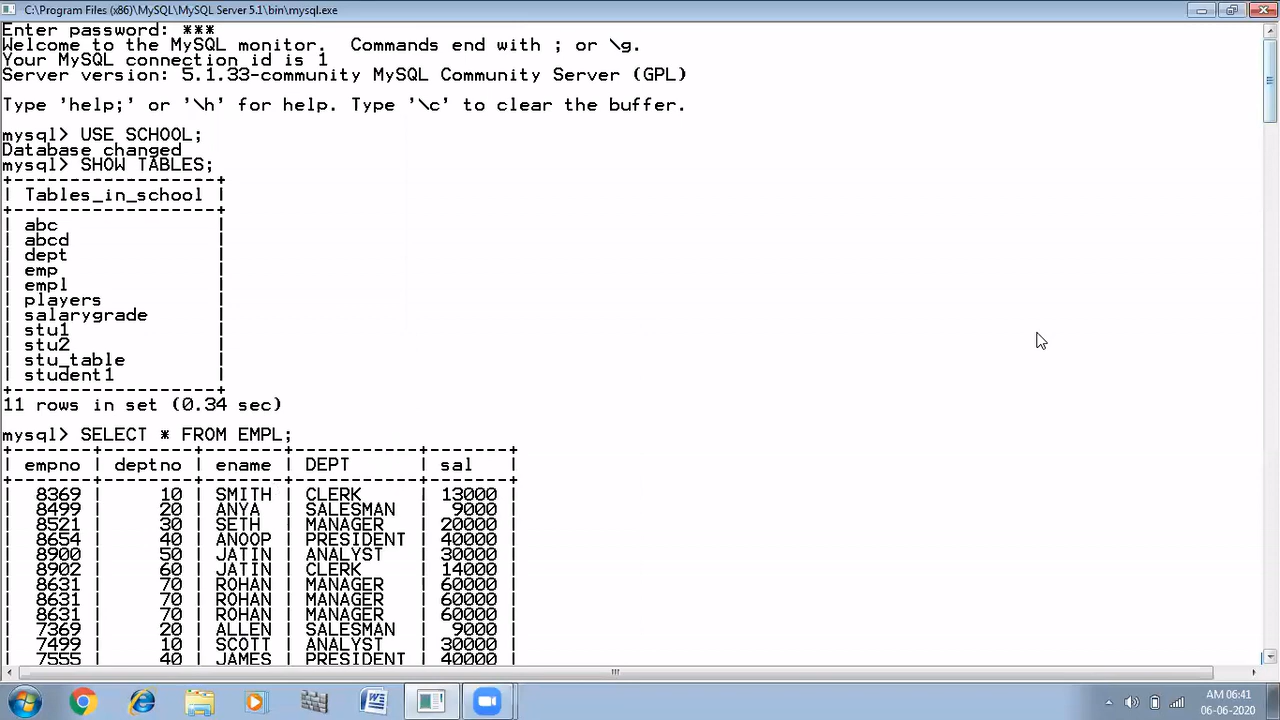 C:\Program Files (x86)\MySQL\MySQL Server 5.1\bin\mysql.exe
Enter password: ***
Welcome to the MySQL monitor.  Commands end with ; or \g.
Your MySQL connection id is 1
Server version: 5.1.33-community MySQL Community Server (GPL)
Type 'help;' or '\h' for help. Type '\c' to clear the buffer.
mysql> USE SCHOOL;
Database changed
mysql> SHOW TABLES;
+-------------------+
| Tables_in_school  |
+-------------------+
| abc               |
| abcd              |
| dept              |
| emp               |
| empl              |
| players           |
| salarygrade       |
| stu1              |
| stu2              |
| stu_table         |
| student1          |
+-------------------+
11 rows in set (0.34 sec)
mysql> SELECT * FROM EMPL;
+-------+--------+-------+-----------+-------+
| empno | deptno | ename | DEPT      | sal   |
+-------+--------+-------+-----------+-------+
|  8369 |     10 | SMITH | CLERK     | 13000 |
|  8499 |     20 | ANYA  | SALESMAN  |  9000 |
|  8521 |     30 | SETH  | MANAGER   | 20000 |
|  8654 |     40 | ANOOP | PRESIDENT | 40000 |
|  8900 |     50 | JATIN | ANALYST   | 30000 |
|  8902 |     60 | JATIN | CLERK     | 14000 |
|  8631 |     70 | ROHAN | MANAGER   | 60000 |
|  8631 |     70 | ROHAN | MANAGER   | 60000 |
|  8631 |     70 | ROHAN | MANAGER   | 60000 |
|  7369 |     20 | ALLEN | SALESMAN  |  9000 |
|  7499 |     10 | SCOTT | ANALYST   | 30000 |
|  7555 |     40 | JAMES | PRESIDENT | 40000 |
AM 06:41
06-06-2020